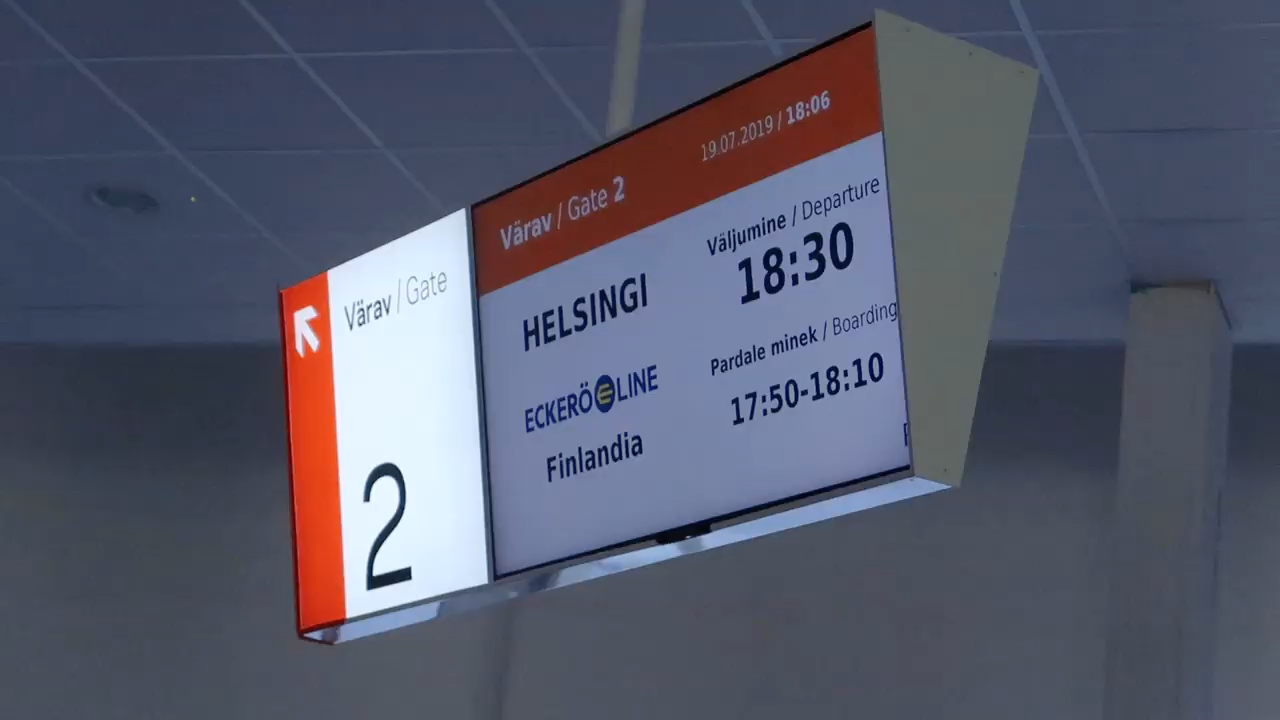 Värav / Gate
2
Värav / Gate 2
19.07.2019 / 18:06
HELSINGI
ECKERÖ LINE
Finlandia
Väljumine / Departure
18:30
Pardale minek / Boarding
17:50-18:10